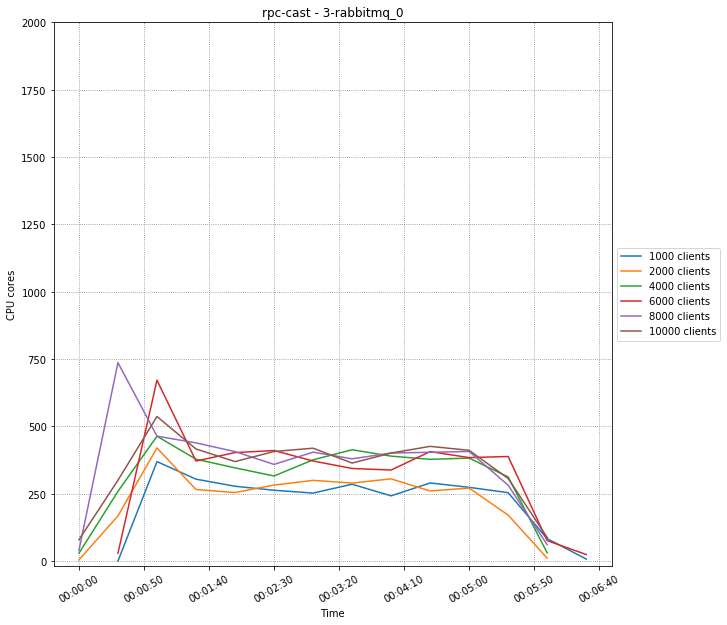 rpc-cast - 3-rabbitmq_0
2000
1750
1500
1250
1000
750
500
250
0
CPU cores
00:00:00
00:00:50
00:01:40
00:02:30
00:03:20
00:04:10
00:05:00
00:05:50
00:06:40
Time
1000 clients
2000 clients
4000 clients
6000 clients
8000 clients
10000 clients